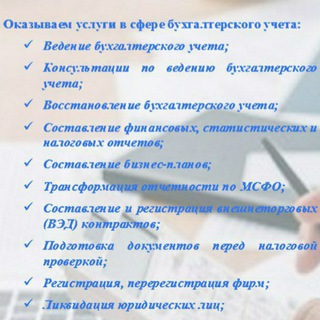 Оказываем услуги в сфере бухгалтерского учета:
✓ Ведение бухгалтерского учета;
✓ Консультации по ведению бухгалтерского
учета;
✓ Восстановление бухгалтерского учета;
✓ Составление финансовых, статистических и
налоговых отчетов;
✓ Составление бизнес-планов;
✓ Трансформация отчетности по МСФО;
✓ Составление и регистрация внешнеторговых
(ВЭД) контрактов;
✓ Подготовка документов перед налоговой
проверкой;
✓ Регистрация, перерегистрация фирм;
✓ Ликвидация юридических лиц;